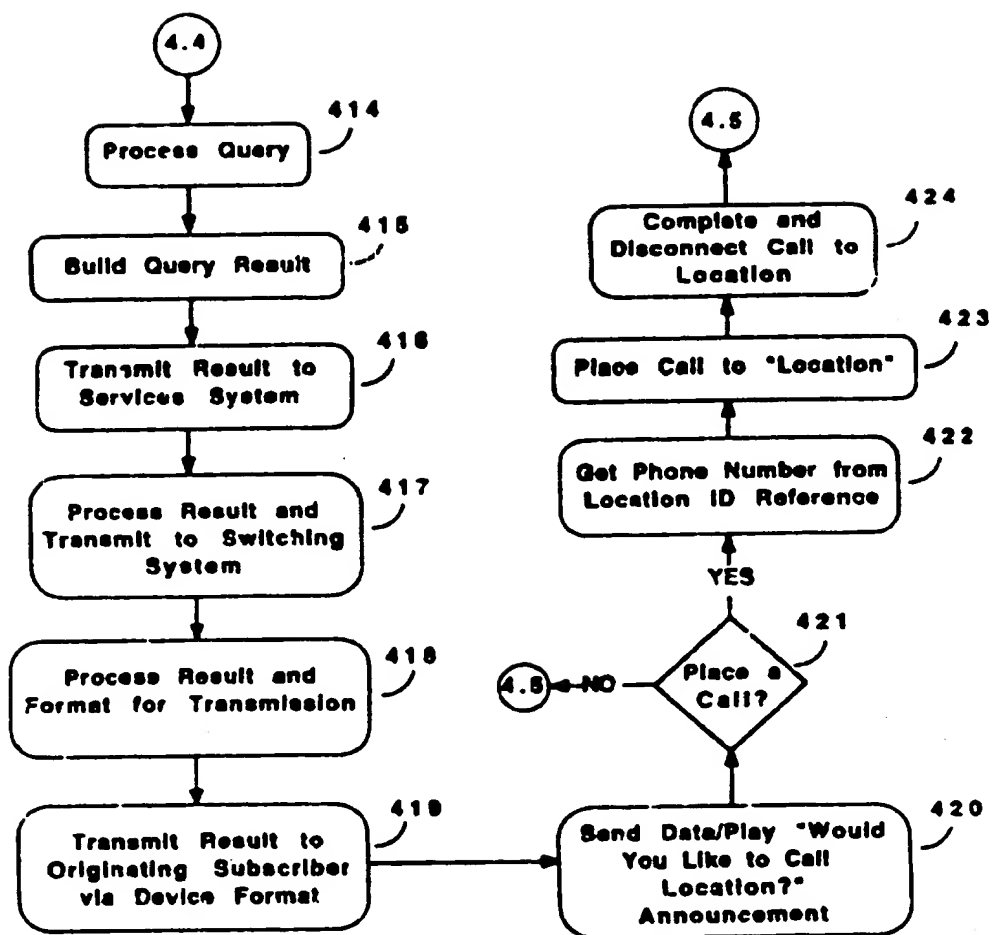 4.4
414
Process Query
415
Build Query Result
416
Transmit Result to
Services System
417
Process Result and
Transmit to Switching
System
418
Process Result and
Format for Transmission
419
Transmit Result to
Originating Subscriber
via Device Format
420
Send Data/Play "Would
You Like to Call
Location?"
Announcement
421
Place a
Call?
NO
4.5
YES
422
Get Phone Number from
Location ID Reference
423
Place Call to "Location"
424
Complete and
Disconnect Call to
Location
4.5